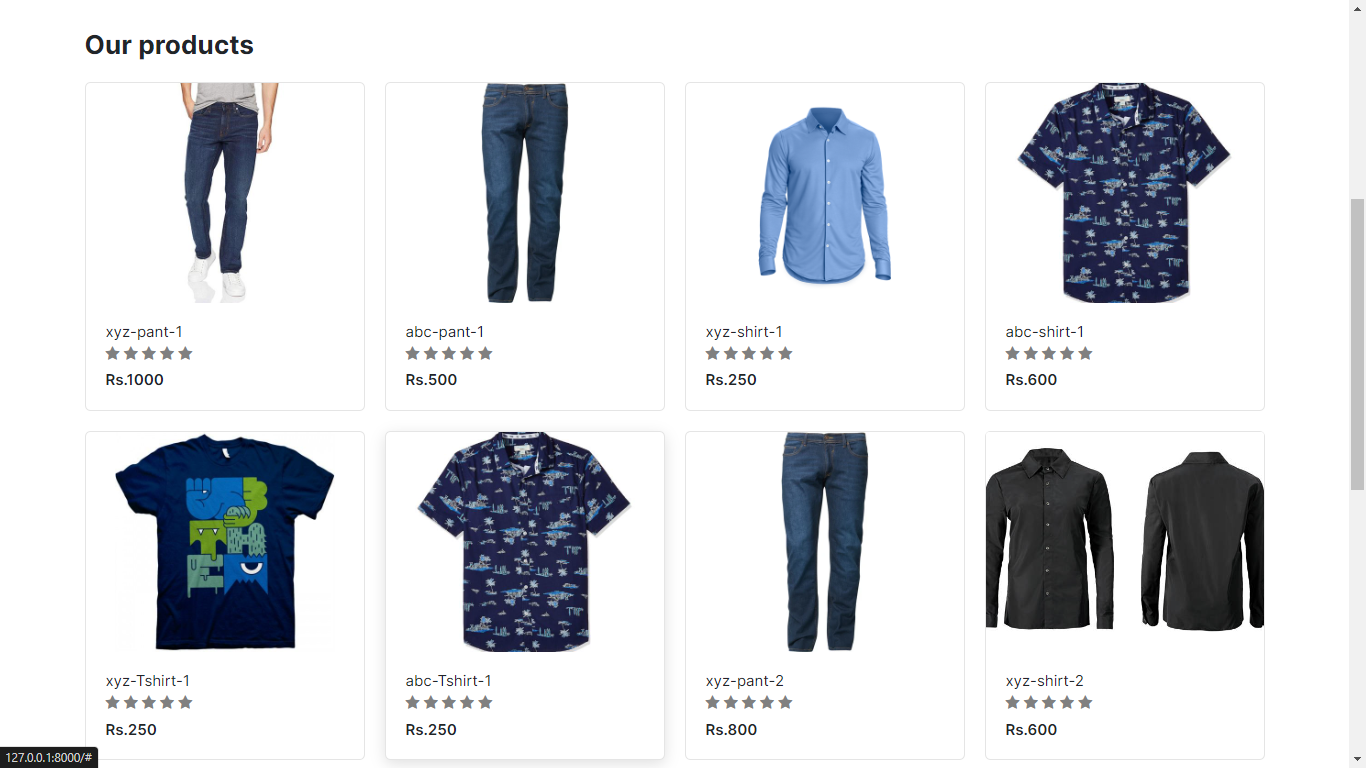 Our products
xyz-pant-1
Rs.1000
abc-pant-1
Rs.500
xyz-shirt-1
Rs.250
abc-shirt-1
Rs.600
xyz-Tshirt-1
Rs.250
abc-Tshirt-1
Rs.250
xyz-pant-2
Rs.800
xyz-shirt-2
Rs.600
127.0.0.1:8000/#